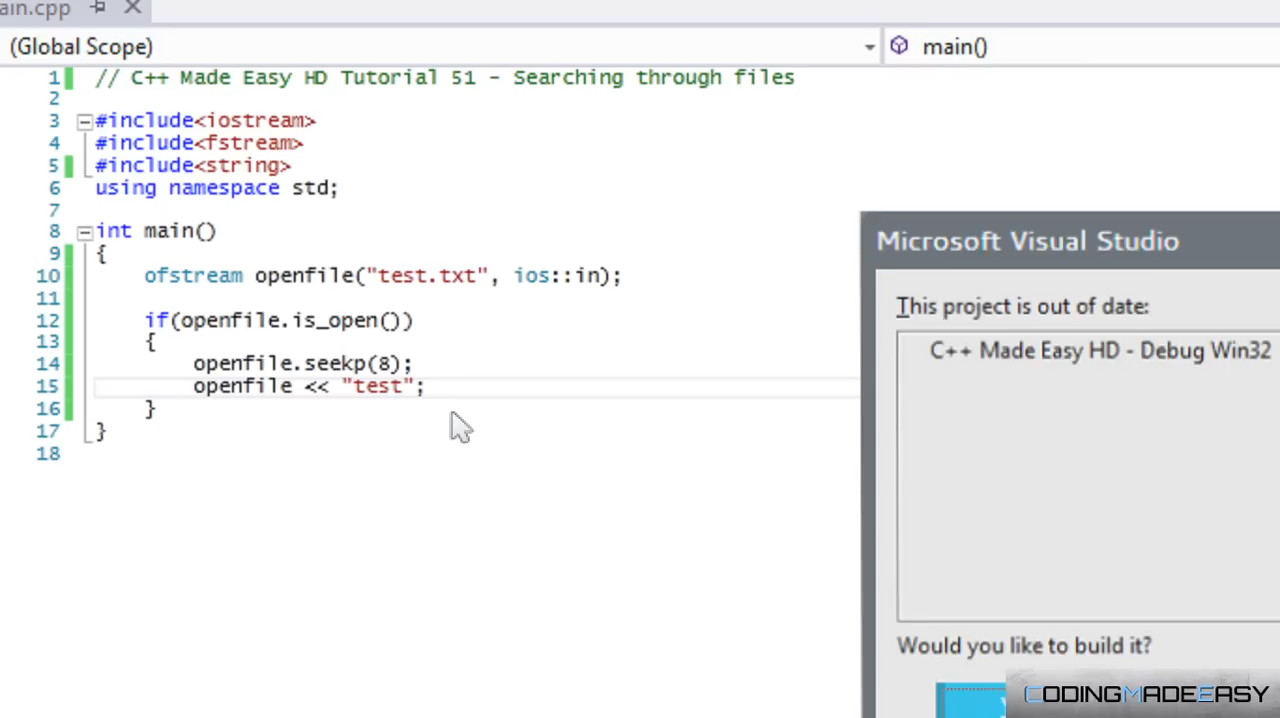 ain.cpp
(Global Scope) main()
1 // C++ Made Easy HD Tutorial 51 - Searching through files
2
3 #include<iostream>
4 #include<fstream>
5 #include<string>
6 using namespace std;
7
8 int main()
9 {
10 ofstream openfile("test.txt", ios::in);
11
12 if(openfile.is_open())
13 {
14 openfile.seekp(8);
15 openfile << "test";
16 }
17 }
18
Microsoft Visual Studio
This project is out of date:
C++ Made Easy HD - Debug Win32
Would you like to build it?
CODINGMADEEASY